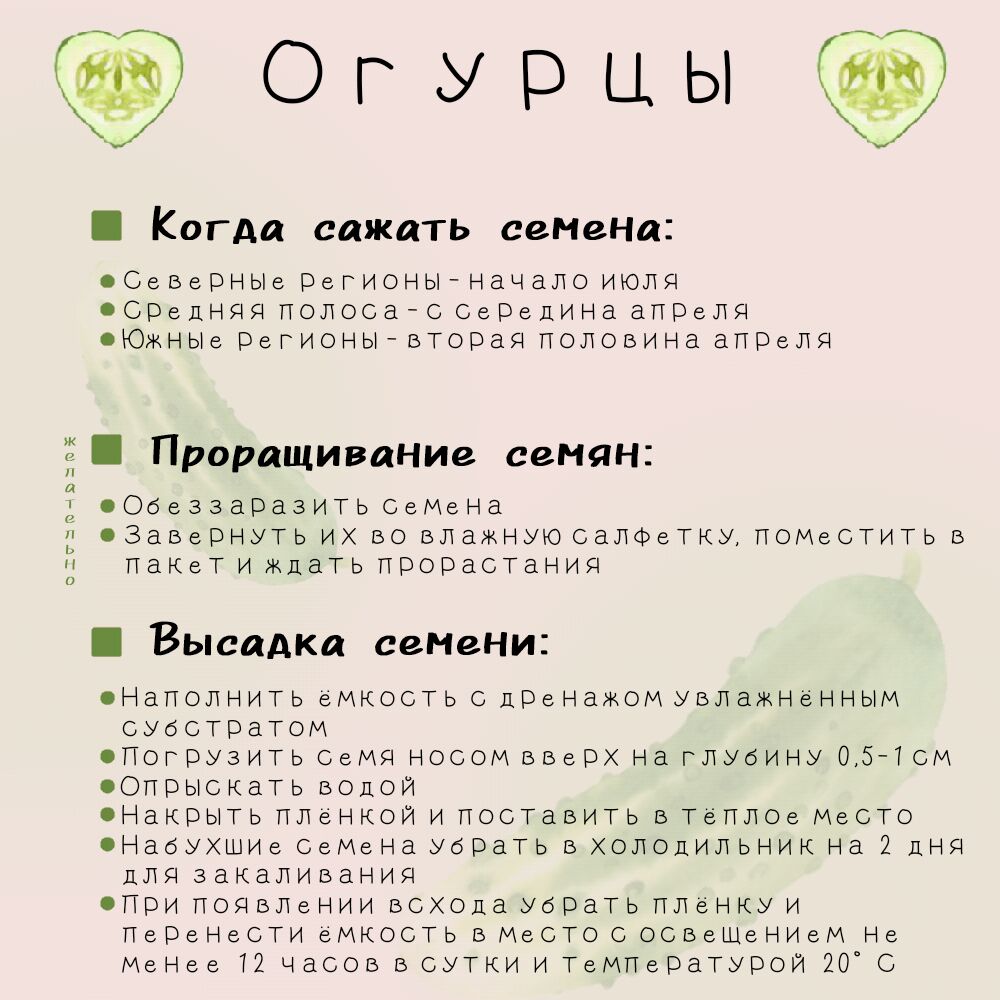 Огурцы
Когда сажать семена:
Северные регионы-начало июля
Средняя полоса-с середина апреля
Южные регионы-вторая половина апреля
желательно
Проращивание семян:
Обеззаразить семена
Завернуть их во влажную салфетку, поместить в
пакет и ждать прорастания
Высадка семени:
Наполнить ёмкость с дренажом увлажнённым
субстратом
Погрузить семя носом вверх на глубину 0,5-1 см
Опрыскать водой
Накрыть плёнкой и поставить в тёплое место
Набухшие семена убрать в холодильник на 2 дня
для закаливания
При появлении всхода убрать плёнку и
перенести ёмкость в место с освещением не
менее 12 часов в сутки и температурой 20° С